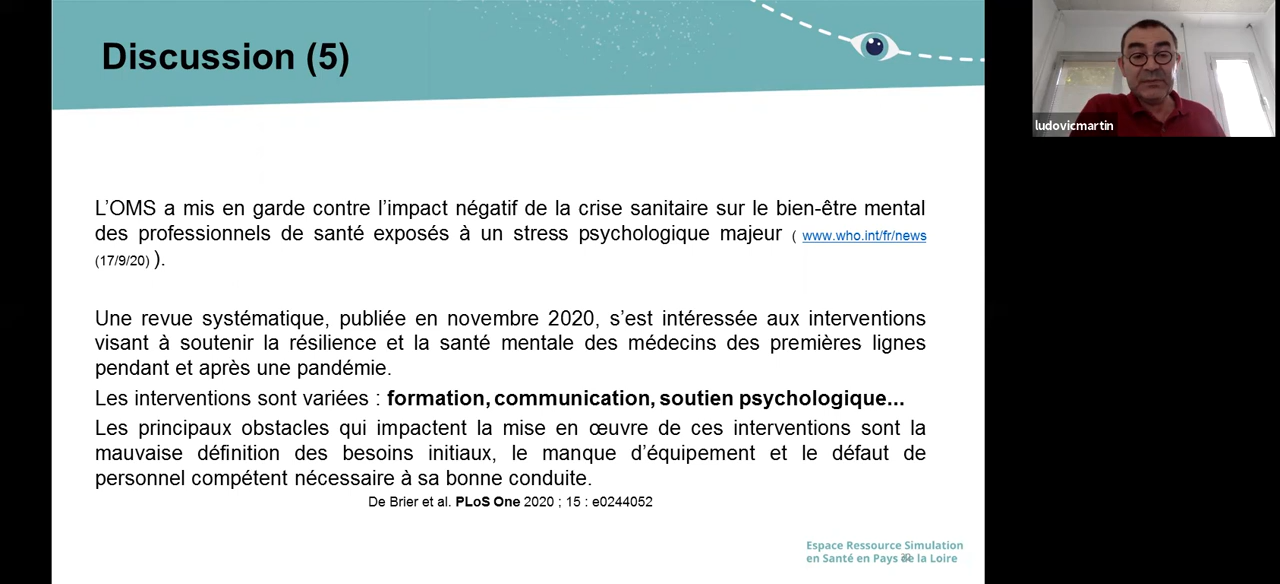 Discussion (5)
ludovicmartin
L'OMS a mis en garde contre l'impact négatif de la crise sanitaire sur le bien-être mental
des professionnels de santé exposés à un stress psychologique majeur ( www.who.int/fr/news
(17/9/20) ).
Une revue systématique, publiée en novembre 2020, s'est intéressée aux interventions
visant à soutenir la résilience et la santé mentale des médecins des premières lignes
pendant et après une pandémie.
Les interventions sont variées : formation, communication, soutien psychologique...
Les principaux obstacles qui impactent la mise en œuvre de ces interventions sont la
mauvaise définition des besoins initiaux, le manque d'équipement et le défaut de
personnel compétent nécessaire à sa bonne conduite.
De Brier et al. PLoS One 2020 ; 15 : e0244052
Espace Ressource Simulation
en Santé en Pays de la Loire